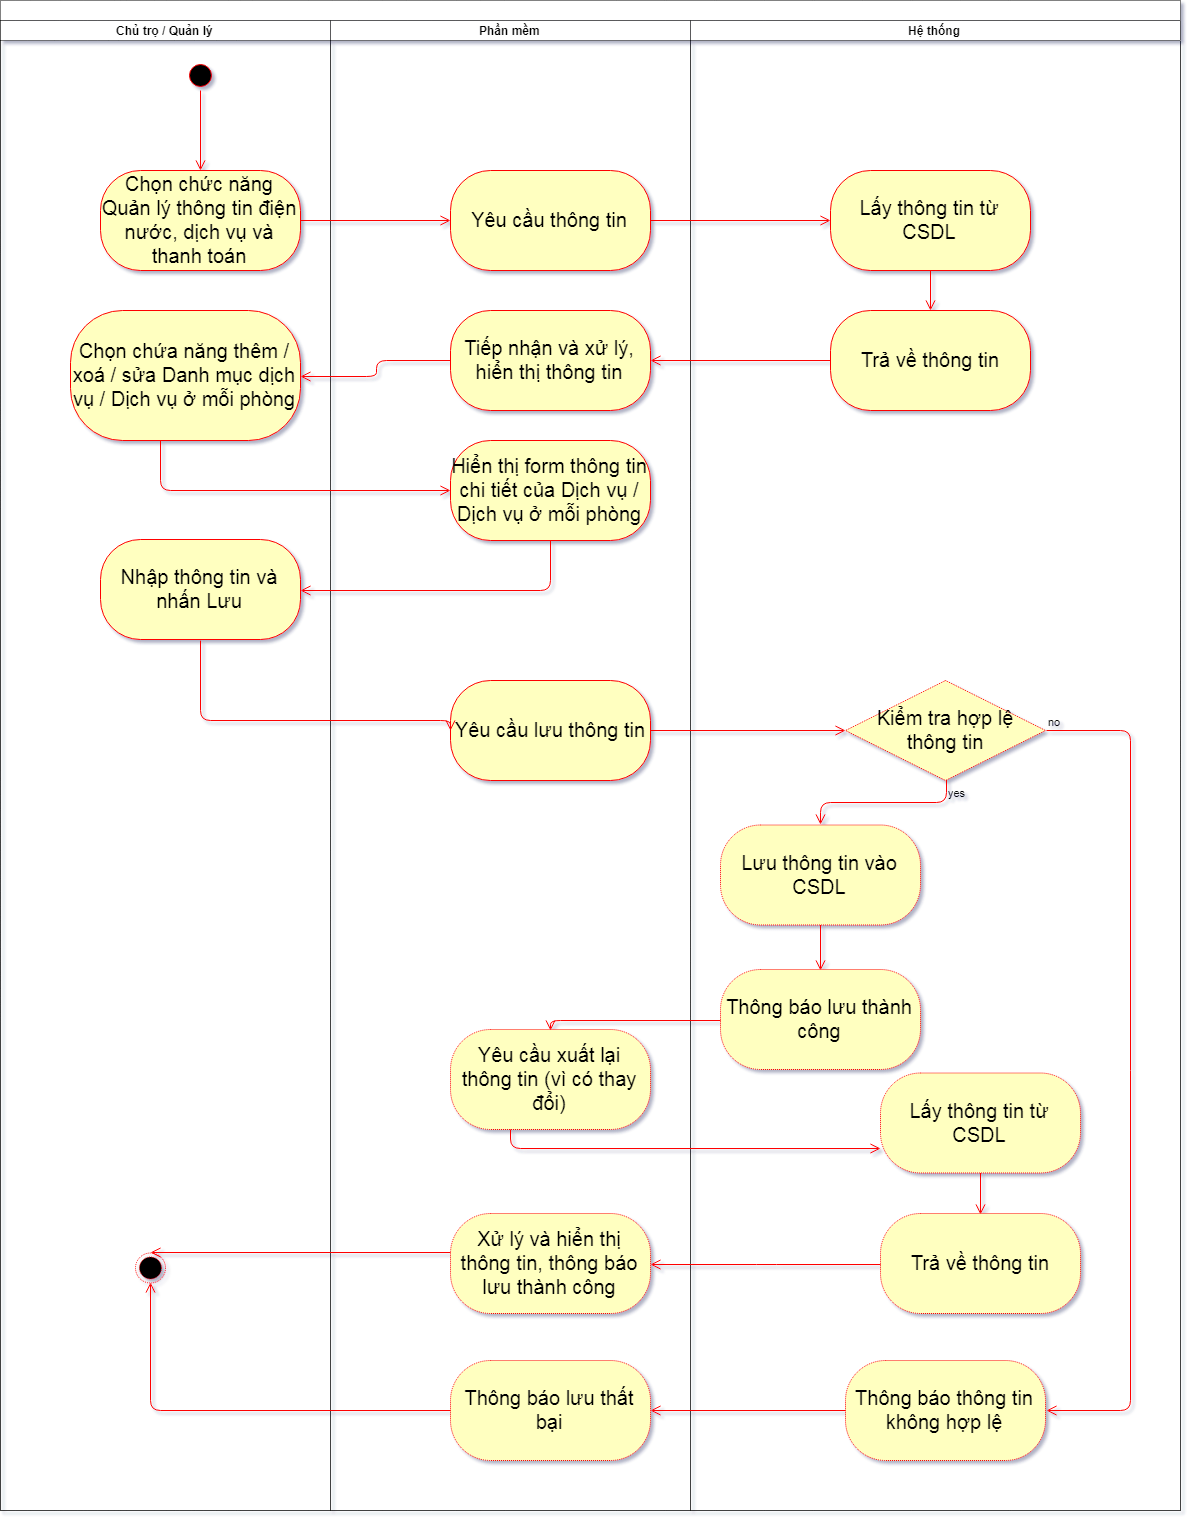 Chủ trọ / Quản lý
Phần mềm
Hệ thống
Chọn chức năng
Quản lý thông tin điện
nước, dịch vụ và
thanh toán
Yêu cầu thông tin
Lấy thông tin từ
CSDL
Chọn chứa năng thêm /
xoá / sửa Danh mục dịch
vụ / Dịch vụ ở mỗi phòng
Tiếp nhận và xử lý,
hiển thị thông tin
Trả về thông tin
Hiển thị form thông tin
chi tiết của Dịch vụ /
Dịch vụ ở mỗi phòng
Nhập thông tin và
nhấn Lưu
Yêu cầu lưu thông tin
Kiểm tra hợp lệ
thông tin
no
yes
Lưu thông tin vào
CSDL
Thông báo lưu thành
công
Yêu cầu xuất lại
thông tin (vì có thay
đổi)
Lấy thông tin từ
CSDL
Xử lý và hiển thị
thông tin, thông báo
lưu thành công
Trả về thông tin
Thông báo lưu thất
bại
Thông báo thông tin
không hợp lệ